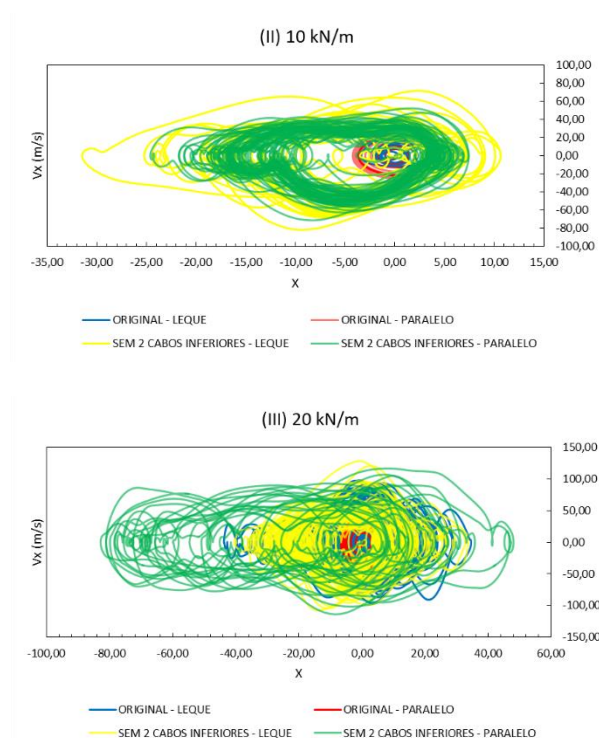 (II) 10 kN/m
100,00
80,00
60,00
40,00
20,00
0,00
-20,00
-40,00
-60,00
-80,00
-100,00
Vx (m/s)
-35,00 -30,00 -25,00 -20,00 -15,00 -10,00 -5,00 0,00 5,00 10,00 15,00
X
ORIGINAL - LEQUE ORIGINAL - PARALELO
SEM 2 CABOS INFERIORES - LEQUE SEM 2 CABOS INFERIORES - PARALELO
(III) 20 kN/m
150,00
100,00
50,00
0,00
-50,00
-100,00
-150,00
Vx (m/s)
-100,00 -80,00 -60,00 -40,00 -20,00 0,00 20,00 40,00 60,00
X
ORIGINAL - LEQUE ORIGINAL - PARALELO
SEM 2 CABOS INFERIORES - LEQUE SEM 2 CABOS INFERIORES - PARALELO